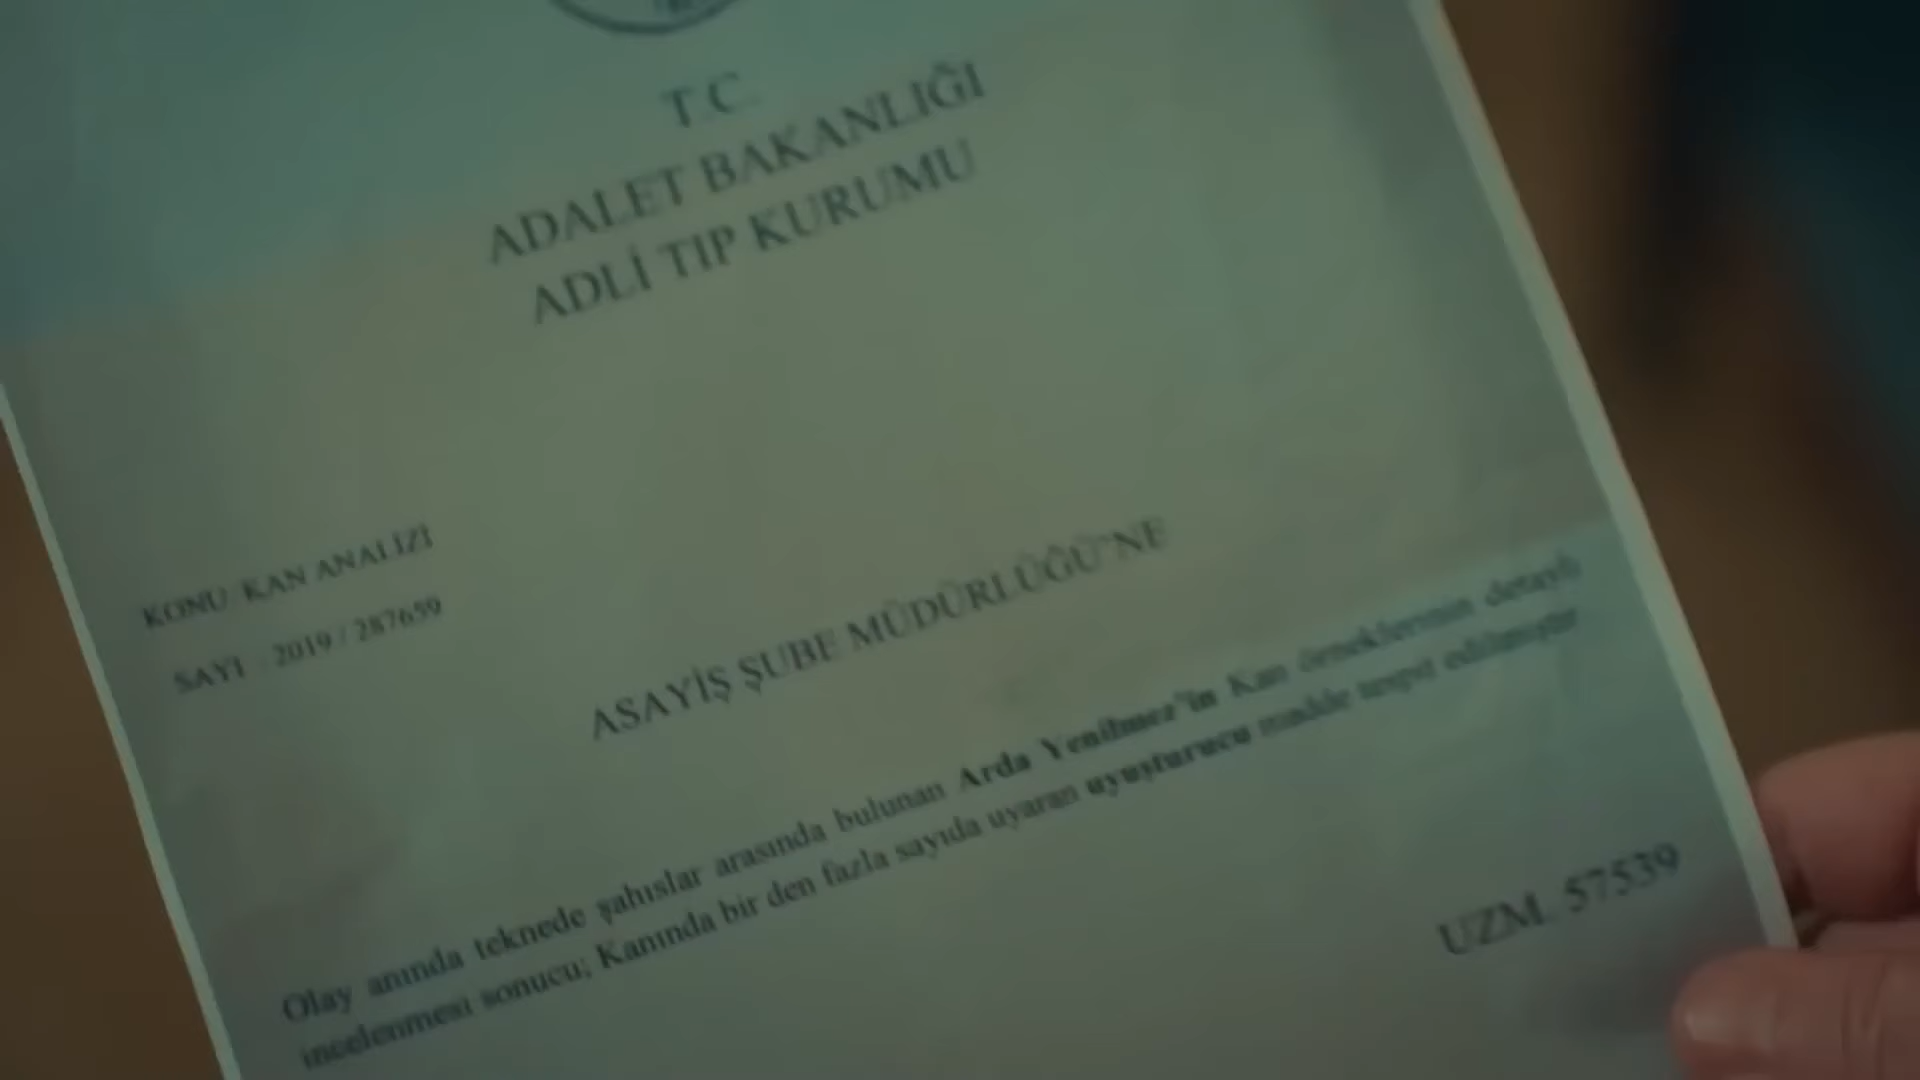 T.C.
ADALET BAKANLIĞI
ADLİ TIP KURUMU
KONU: KAN ANALİZİ
SAYI : 2019 / 287659
ASAYİŞ ŞUBE MÜDÜRLÜĞÜ'NE
Olay anında teknede şahıslar arasında bulunan Arda Yenilmez'in Kan örneklerinin detaylı
incelenmesi sonucu; Kanında bir den fazla sayıda uyaran uyuşturucu madde tespit edilmiştir
UZM. 57539